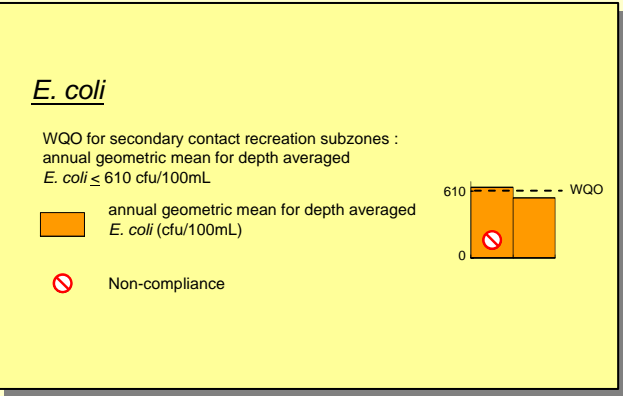 E. coli
WQO for secondary contact recreation subzones :
annual geometric mean for depth averaged
E. coli ≤ 610 cfu/100mL
annual geometric mean for depth averaged
E. coli (cfu/100mL)
Non-compliance
610
WQO
0